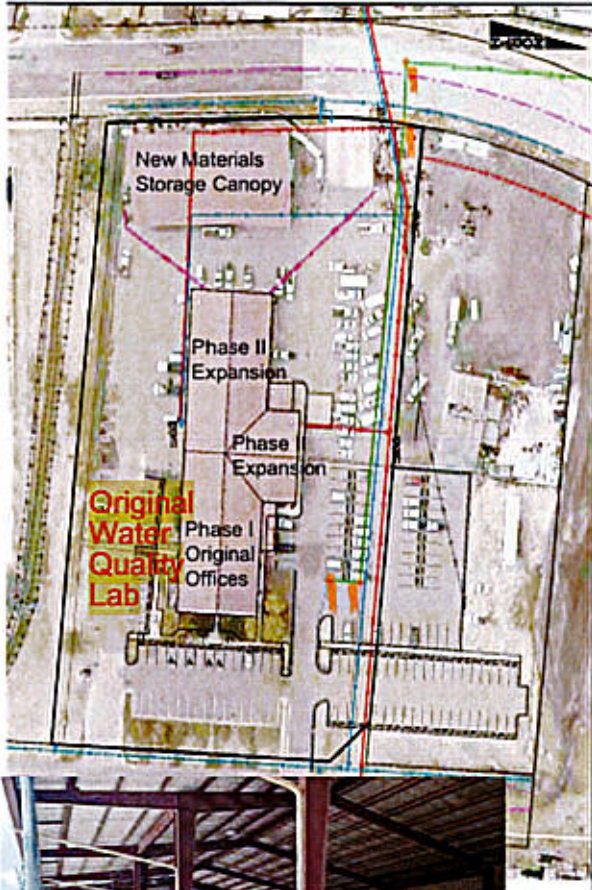 New Materials
Storage Canopy
Phase II
Expansion
Phase II
Expansion
Original
Water
Quality
Lab
Phase I
Original
Offices